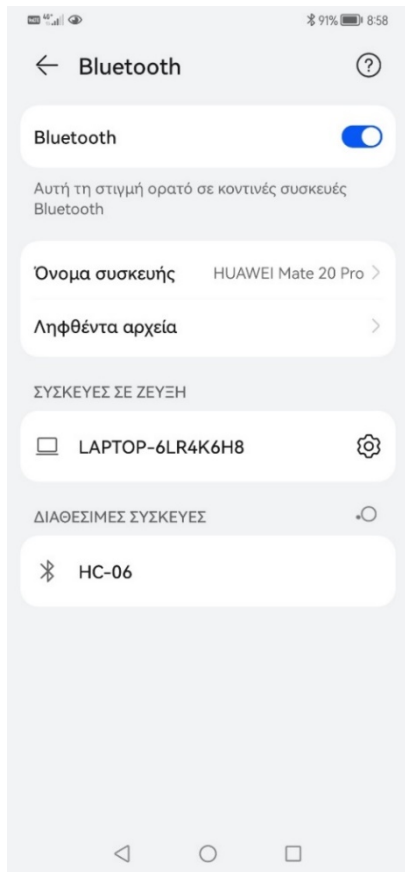 91% 8:58
Bluetooth
Bluetooth
Αυτή τη στιγμή ορατό σε κοντινές συσκευές
Bluetooth
Όνομα συσκευής HUAWEI Mate 20 Pro
Ληφθέντα αρχεία
ΣΥΣΚΕΥΕΣ ΣΕ ΖΕΥΞΗ
LAPTOP-6LR4K6H8
ΔΙΑΘΕΣΙΜΕΣ ΣΥΣΚΕΥΕΣ
HC-06